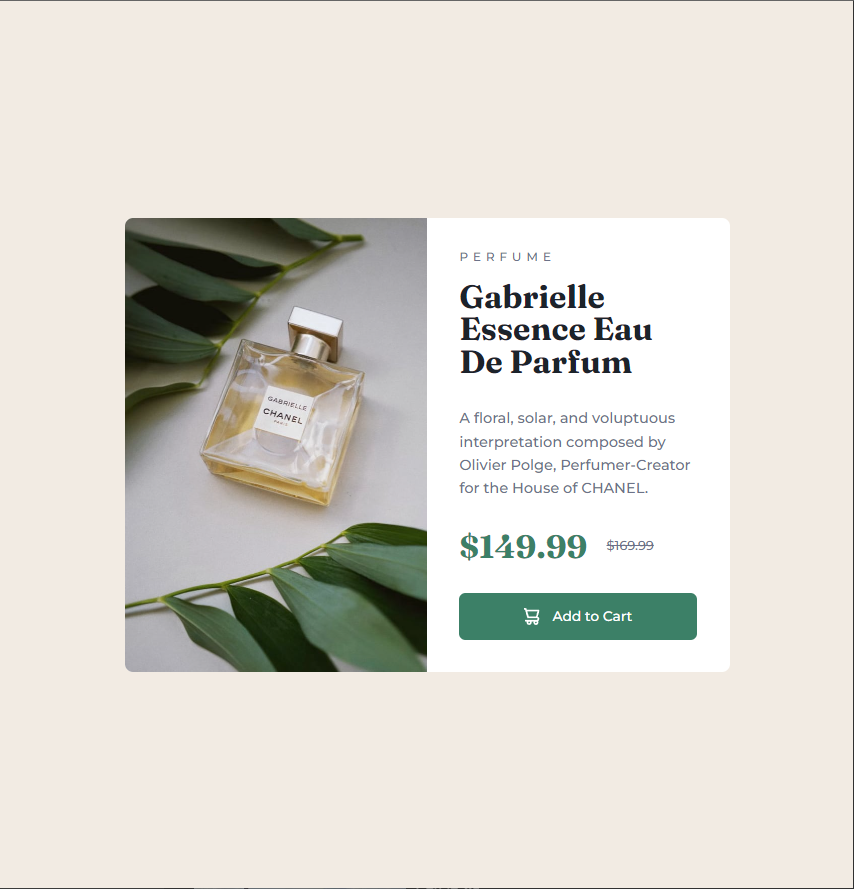 GABRIELLE
CHANEL
PARIS
PERFUME
Gabrielle
Essence Eau
De Parfum
A floral, solar, and voluptuous
interpretation composed by
Olivier Polge, Perfumer-Creator
for the House of CHANEL.
$149.99 $169.99
Add to Cart